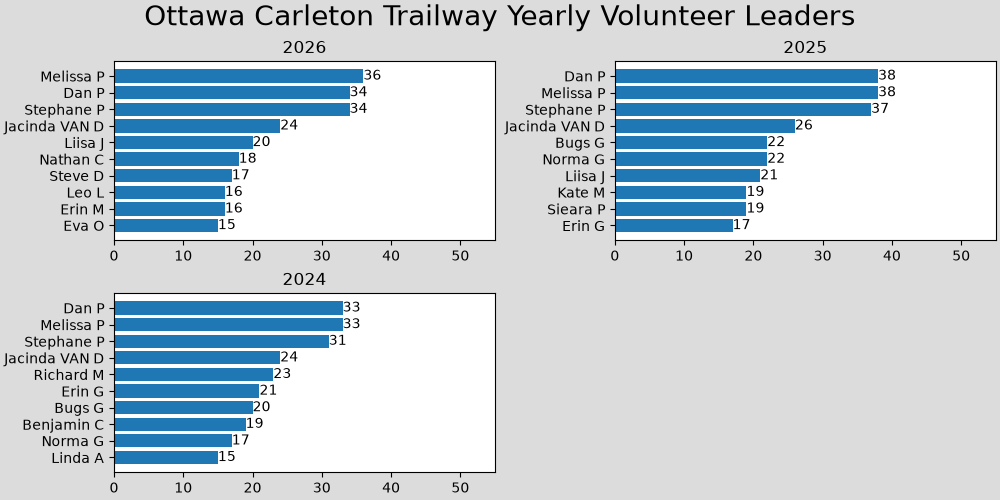 Ottawa Carleton Trailway Yearly Volunteer Leaders
2026
Melissa P 36
Dan P 34
Stephane P 34
Jacinda VAN D 24
Liisa J 20
Nathan C 18
Steve D 17
Leo L 16
Erin M 16
Eva O 15
0 10 20 30 40 50
2025
Dan P 38
Melissa P 38
Stephane P 37
Jacinda VAN D 26
Bugs G 22
Norma G 22
Liisa J 21
Kate M 19
Sieara P 19
Erin G 17
0 10 20 30 40 50
2024
Dan P 33
Melissa P 33
Stephane P 31
Jacinda VAN D 24
Richard M 23
Erin G 21
Bugs G 20
Benjamin C 19
Norma G 17
Linda A 15
0 10 20 30 40 50